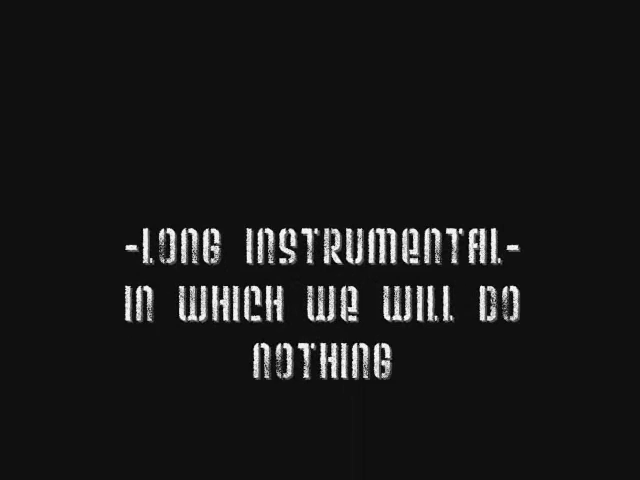 -LONG INSTRUMENTAL-
IN WHICH WE WILL DO
NOTHING